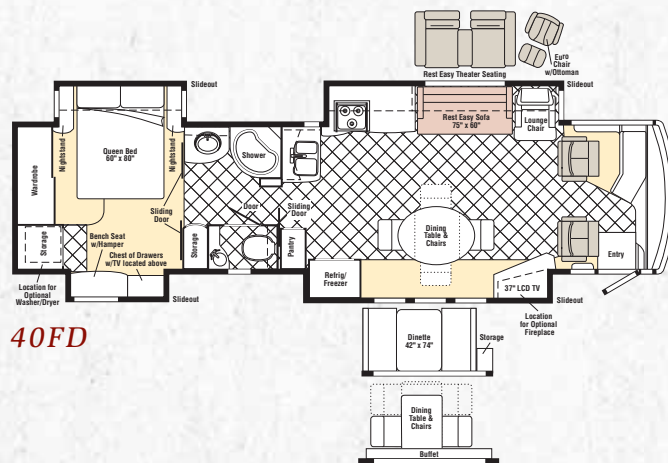 Rest Easy Theater Seating
Euro
Chair
w/Ottoman
Slideout
Slideout
Nightstand
Queen Bed
60" x 80"
Nightstand
Wardrobe
Shower
Rest Easy Sofa
75" x 60"
Lounge
Chair
Sliding
Door
Door
Sliding
Door
Storage
Bench Seat
w/Hamper
Chest of Drawers
w/TV located above
Storage
Pantry
Dining
Table &
Chairs
Refrig/
Freezer
37" LCD TV
Entry
Location for
Optional
Washer/Dryer
Slideout
Slideout
Location
for Optional
Fireplace
40FD
Dinette
42" x 74"
Storage
Dining
Table &
Chairs
Buffet